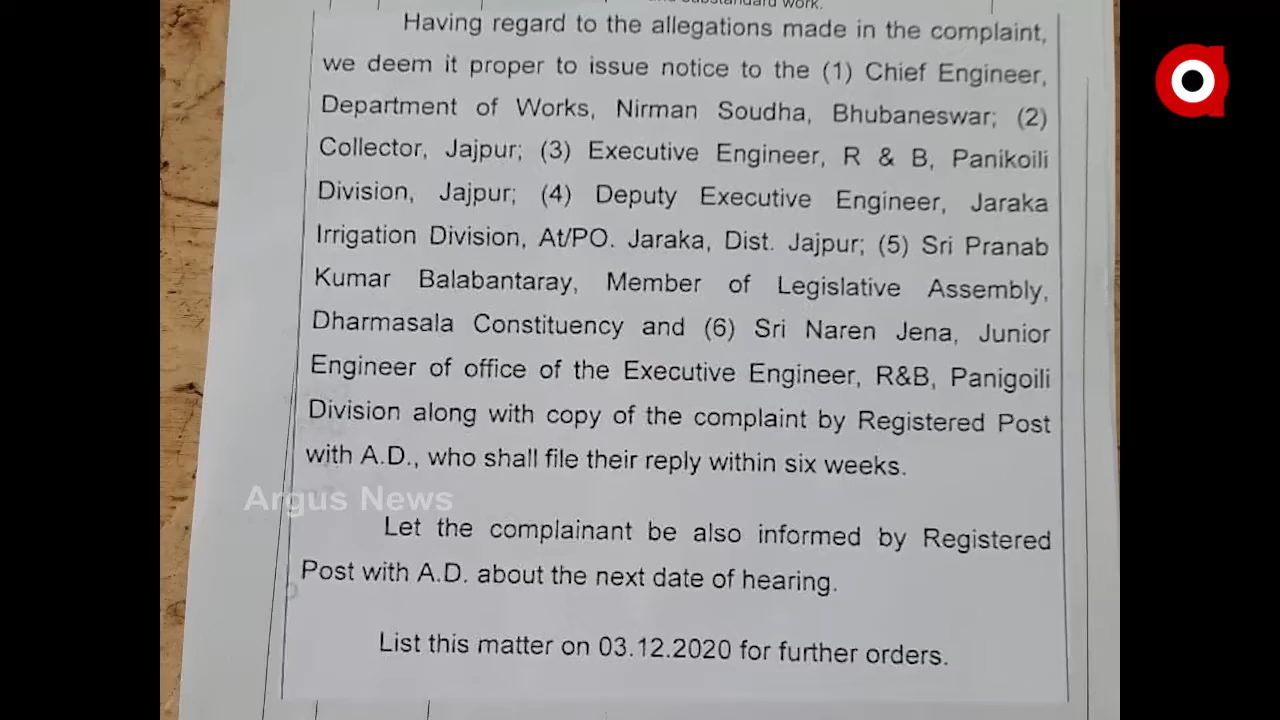 substandard work.
Having regard to the allegations made in the complaint,
we deem it proper to issue notice to the (1) Chief Engineer,
Department of Works, Nirman Soudha, Bhubaneswar; (2)
Collector, Jajpur; (3) Executive Engineer, R & B, Panikoili
Division, Jajpur; (4) Deputy Executive Engineer, Jaraka
Irrigation Division, At/PO. Jaraka, Dist. Jajpur; (5) Sri Pranab
Kumar Balabantaray, Member of Legislative Assembly,
Dharmasala Constituency and (6) Sri Naren Jena, Junior
Engineer of office of the Executive Engineer, R&B, Panigoili
Division along with copy of the complaint by Registered Post
with A.D., who shall file their reply within six weeks.
Argus News
Let the complainant be also informed by Registered
Post with A.D. about the next date of hearing.
List this matter on 03.12.2020 for further orders.